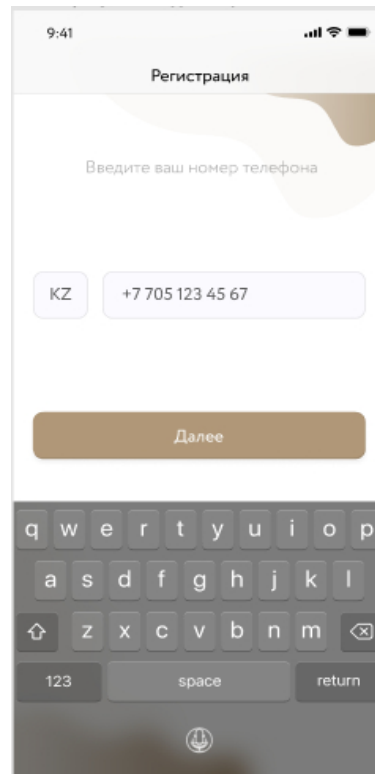 9:41
Регистрация
Введите ваш номер телефона
KZ +7 705 123 45 67
Далее
q w e r t y u i o p
a s d f g h j k l
z x c v b n m
123 space return